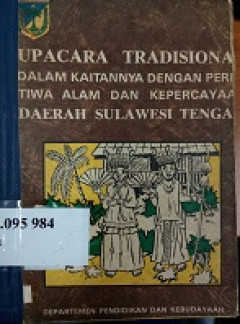 UPACARA TRADISIONA
DALAM KAITANNYA DENGAN PERI
TIWA ALAM DAN KEPERCAYAA
DAERAH SULAWESI TENGA
.095 984
DEPARTEMEN PENDIDIKAN DAN KEBUDAYAAN